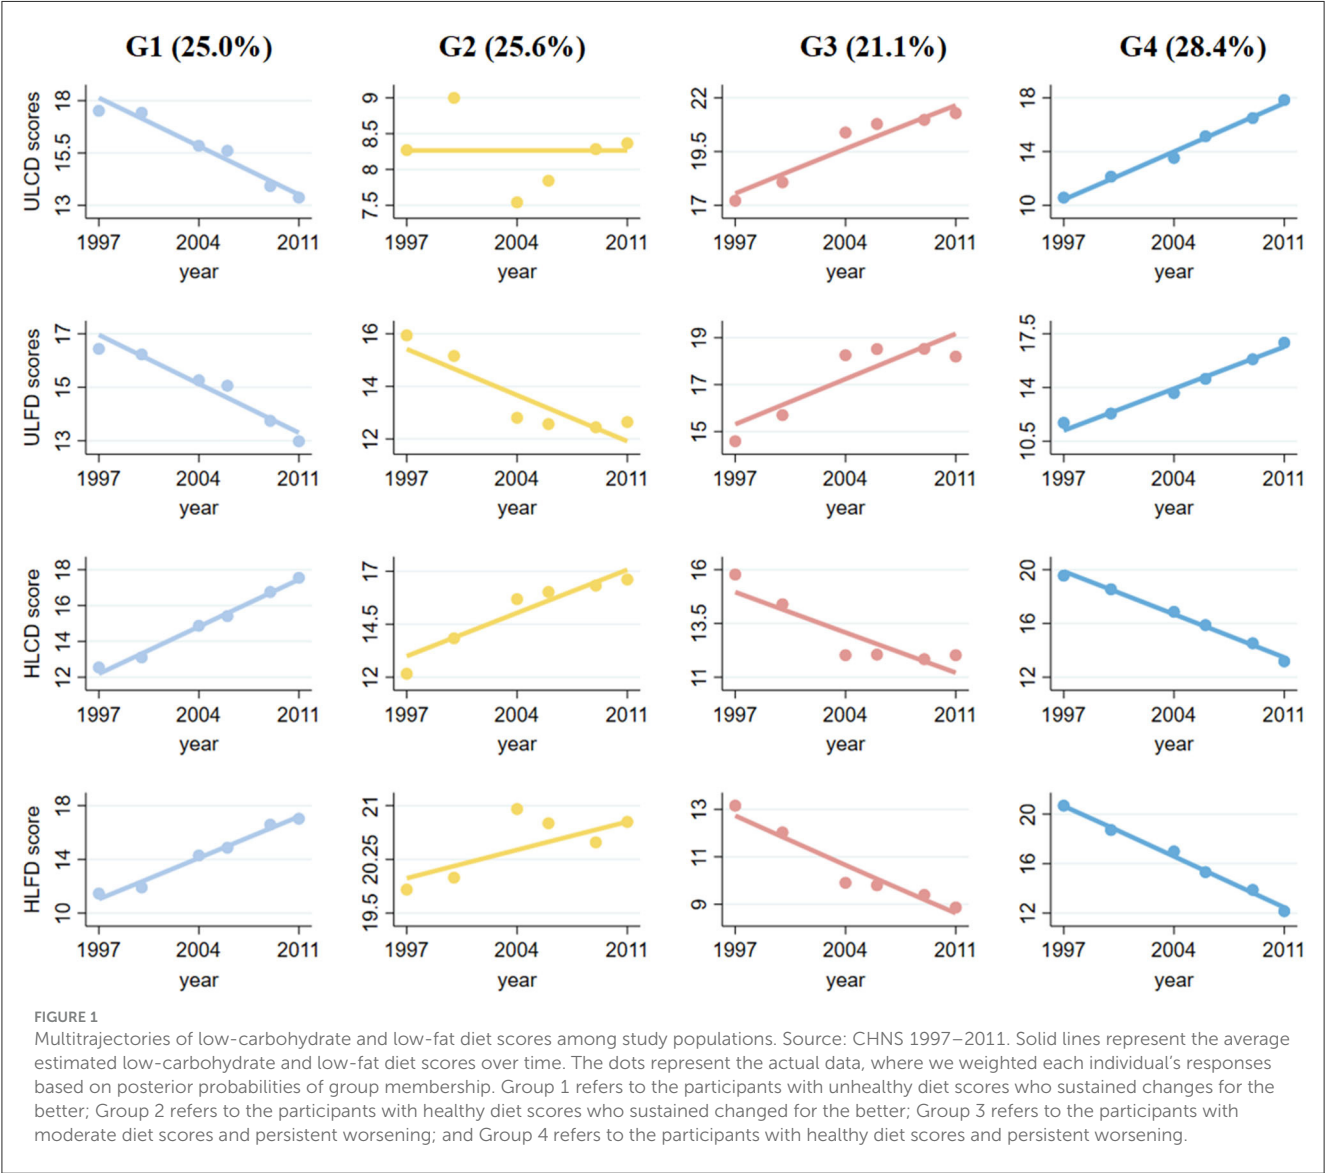 G1 (25.0%) G2 (25.6%) G3 (21.1%) G4 (28.4%)
ULCD scores
18
15.5
13
9
8.5
8
7.5
22
19.5
17
18
14
10
1997 2004 2011 1997 2004 2011 1997 2004 2011 1997 2004 2011
year year year year
ULFD scores
17
15
13
16
14
12
19
17
15
17.5
14
10.5
1997 2004 2011 1997 2004 2011 1997 2004 2011 1997 2004 2011
year year year year
HLCD score
18
16
14
12
17
14.5
12
16
13.5
11
20
16
12
1997 2004 2011 1997 2004 2011 1997 2004 2011 1997 2004 2011
year year year year
HLFD score
18
14
10
21
20.25
19.5
13
11
9
20
16
12
1997 2004 2011 1997 2004 2011 1997 2004 2011 1997 2004 2011
year year year year
FIGURE 1
Multitrajectories of low-carbohydrate and low-fat diet scores among study populations. Source: CHNS 1997–2011. Solid lines represent the average
estimated low-carbohydrate and low-fat diet scores over time. The dots represent the actual data, where we weighted each individual's responses
based on posterior probabilities of group membership. Group 1 refers to the participants with unhealthy diet scores who sustained changes for the
better; Group 2 refers to the participants with healthy diet scores who sustained changed for the better; Group 3 refers to the participants with
moderate diet scores and persistent worsening; and Group 4 refers to the participants with healthy diet scores and persistent worsening.